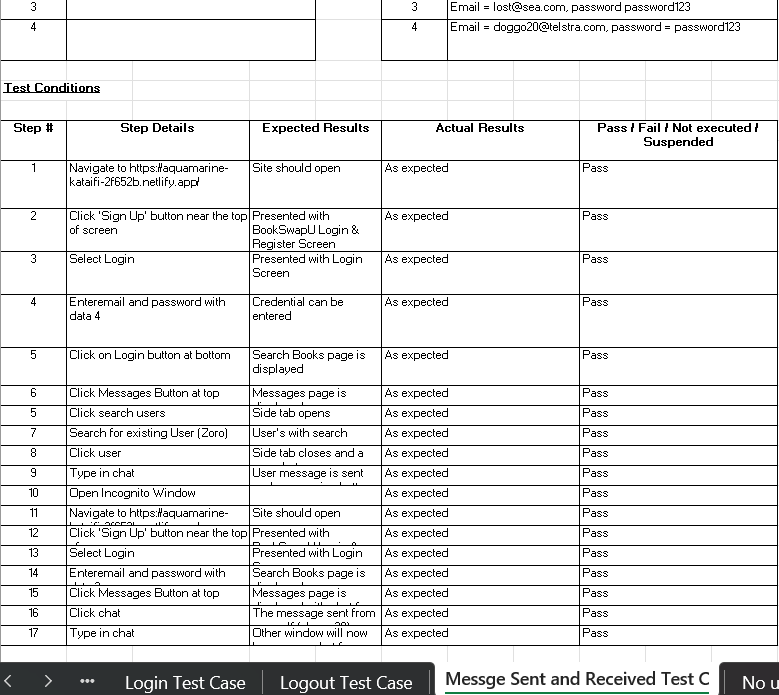 3 3 Email = lost@sea.com, password password123
4 4 Email = doggo20@telstra.com, password = password123
Test Conditions
Step # Step Details Expected Results Actual Results Pass / Fail / Not executed /
Suspended
1 Navigate to https://aquamarine- Site should open As expected Pass
kataifi-2f652b.netlify.app/
2 Click 'Sign Up' button near the top Presented with As expected Pass
of screen BookSwapU Login &
Register Screen
3 Select Login Presented with Login As expected Pass
Screen
4 Enteremail and password with Credential can be As expected Pass
data 4 entered
5 Click on Login button at bottom Search Books page is As expected Pass
displayed
6 Click Messages Button at top Messages page is As expected Pass
5 Click search users Side tab opens As expected Pass
7 Search for existing User (Zoro) User's with search As expected Pass
8 Click user Side tab closes and a As expected Pass
9 Type in chat User message is sent As expected Pass
10 Open Incognito Window As expected Pass
11 Navigate to https://aquamarine- Site should open As expected Pass
12 Click 'Sign Up' button near the top Presented with As expected Pass
13 Select Login Presented with Login As expected Pass
14 Enteremail and password with Search Books page is As expected Pass
15 Click Messages Button at top Messages page is As expected Pass
16 Click chat The message sent from As expected Pass
17 Type in chat Other window will now As expected Pass
Login Test Case Logout Test Case Messge Sent and Received Test C No u